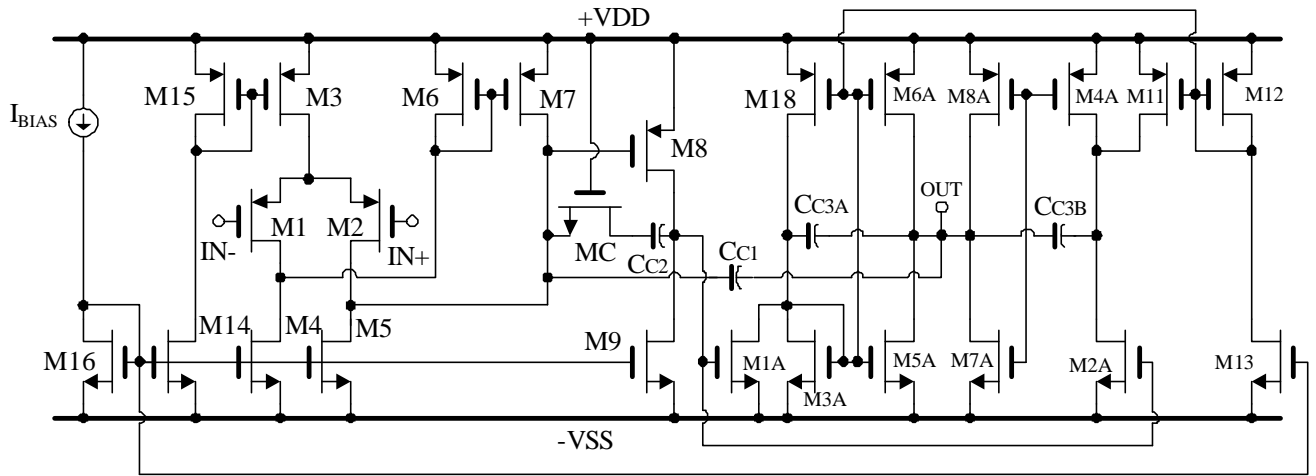 +VDD
M15
M3
M6
M7
M18
M6A
M8A
M4A
M11
M12
IBIAS
M8
OUT
CC3A
CC3B
M1
M2
IN-
IN+
MC
CC2
CC1
M16
M14
M4
M5
M9
M1A
M3A
M5A
M7A
M2A
M13
-VSS